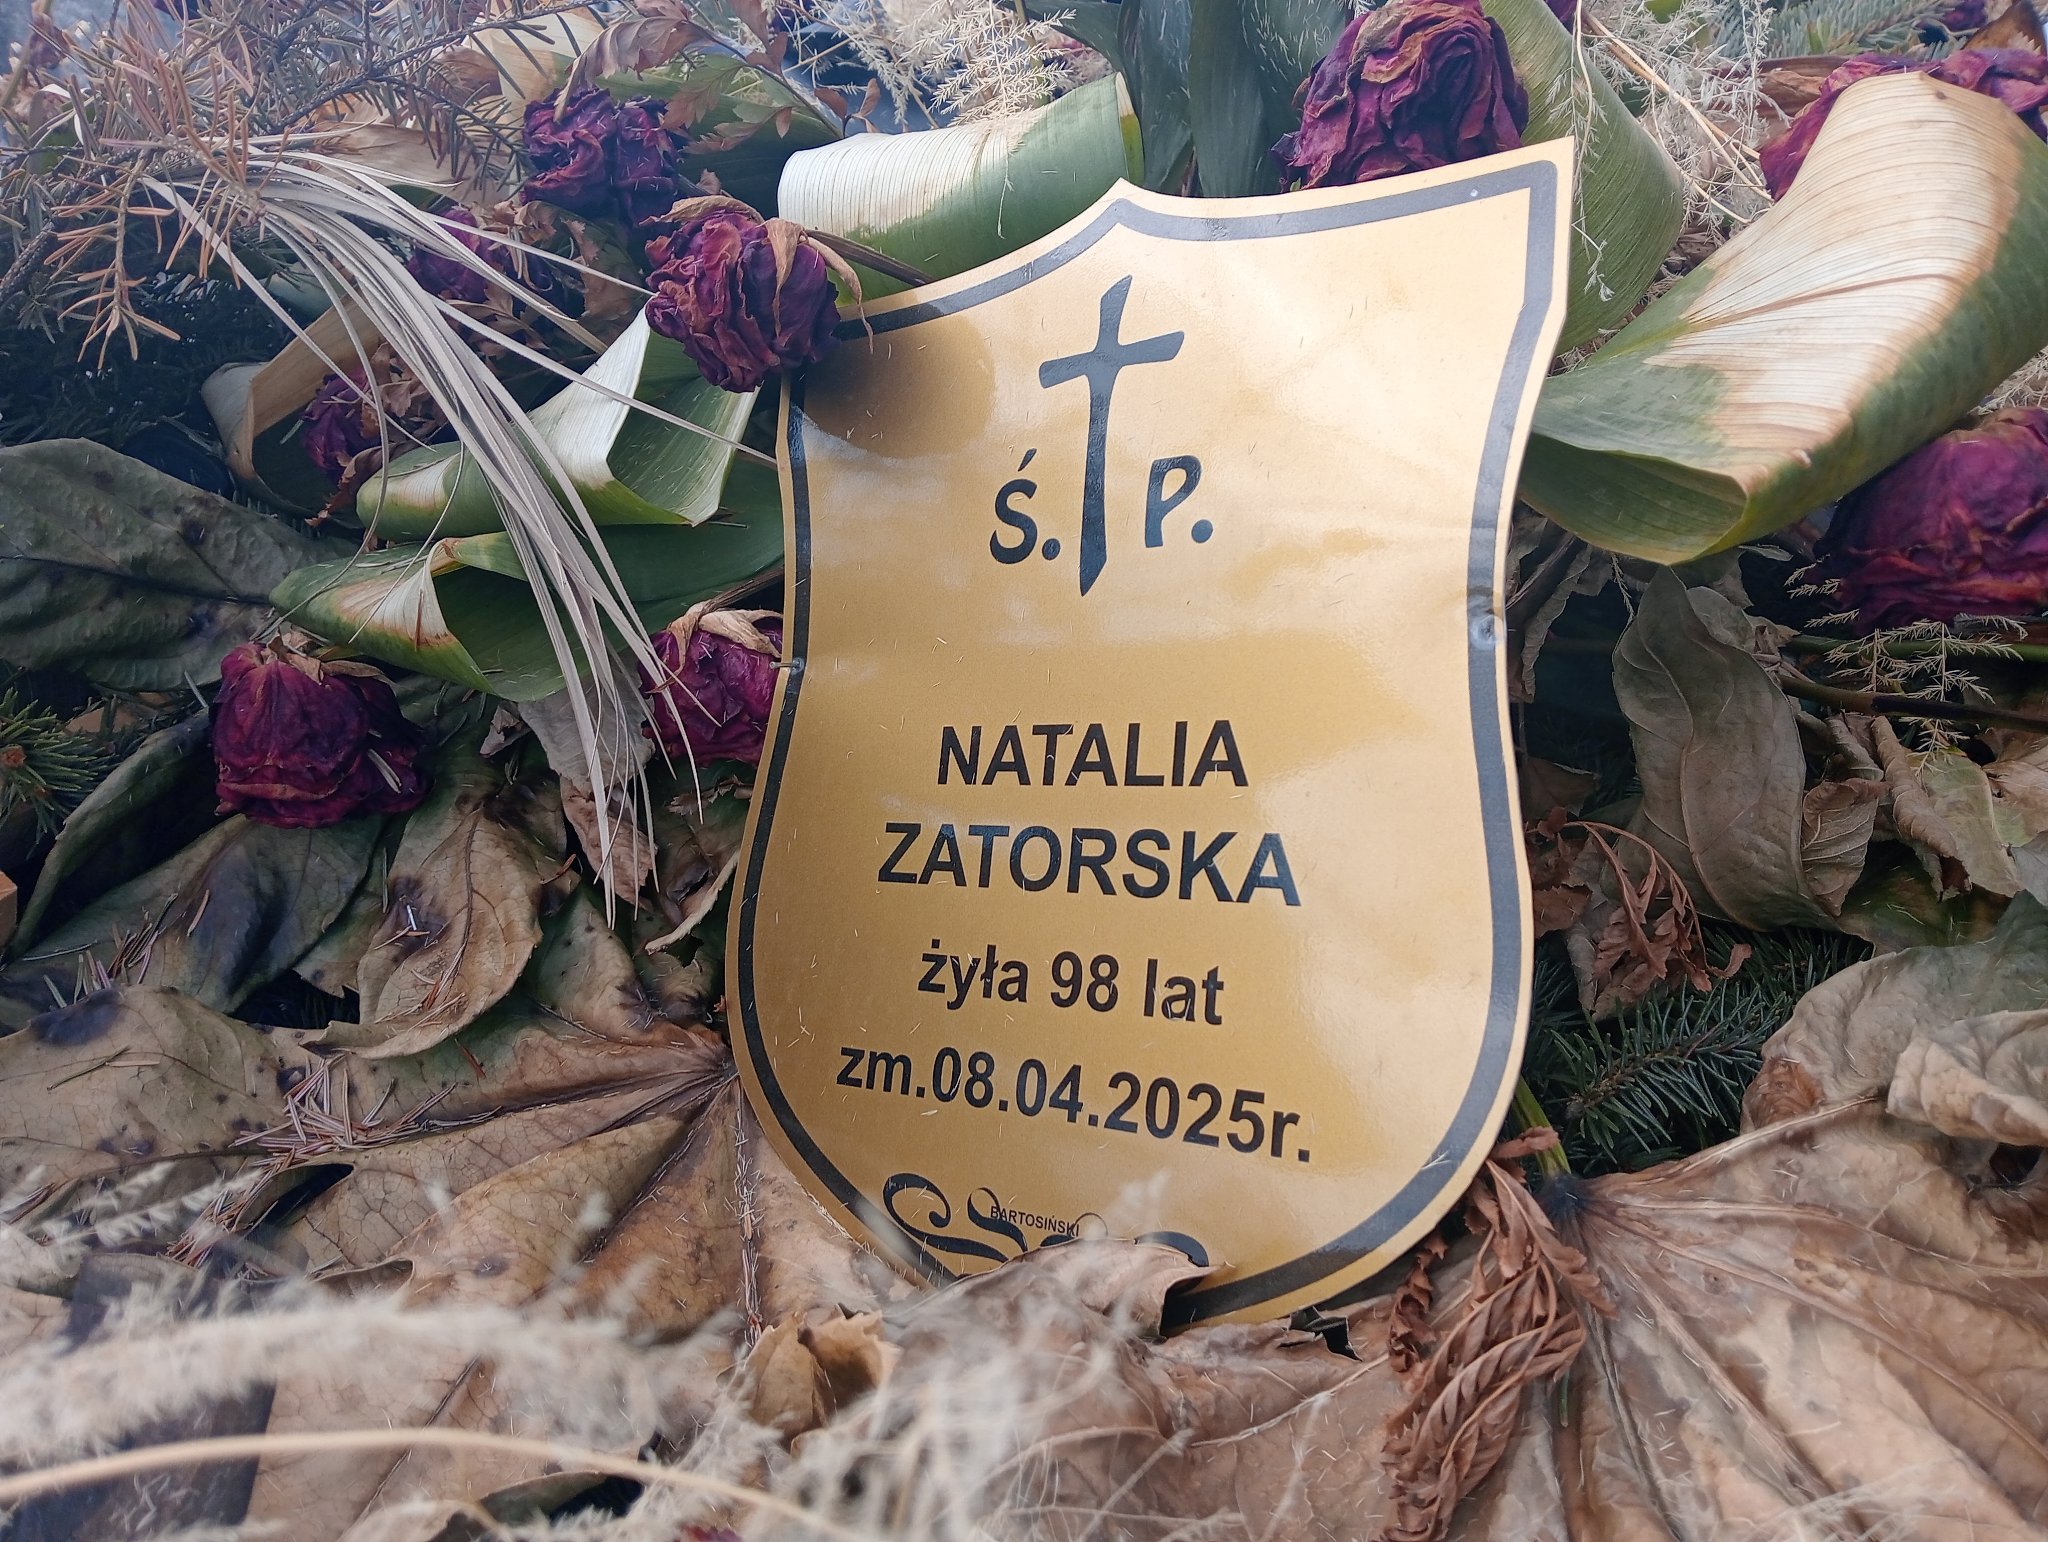 Ś. P.
NATALIA
ZATORSKA
żyła 98 lat
zm.08.04.2025r.
BARTOSIŃSKI